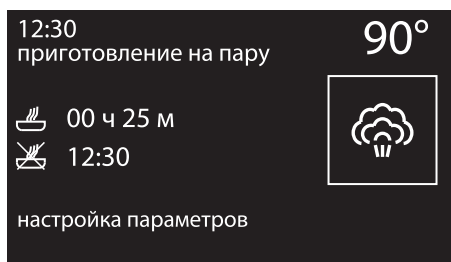 12:30
приготовление на пару
90°
00 ч 25 м
12:30
настройка параметров